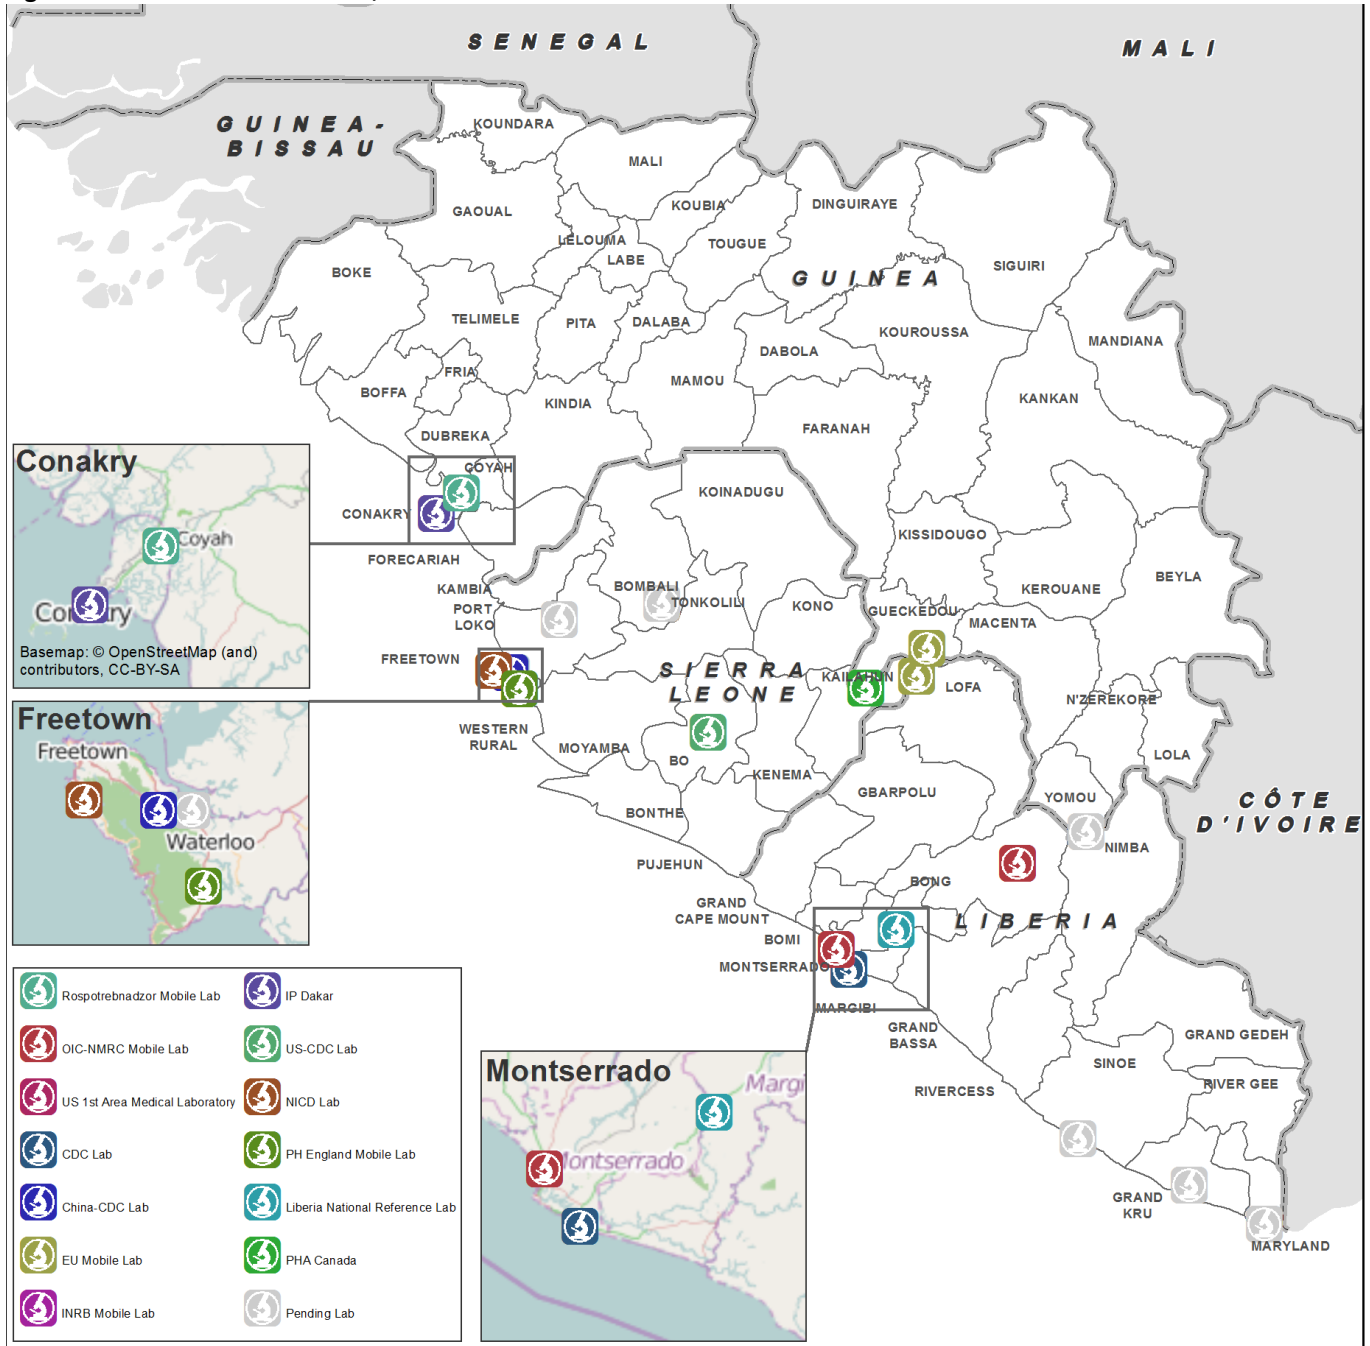 SENEGAL
MALI
GUINEA-
BISSAU
KOUNDARA
MALI
GAOUAL
KOUBIA
DINGUIRAYE
LELOUMA
TOUGUE
LABE
BOKE
SIGUIRI
GUINEA
TELIMELE
PITA
DALABA
KOUROUSSA
MANDIANA
DABOLA
FRIA
MAMOU
BOFFA
KINDIA
KANKAN
FARANAH
DUBREKA
COYAH
KOINADUGU
CONAKRY
KISSIDOUGO
FORECARIAH
BEYLA
KAMBIA
BOMBALI
KEROUANE
TONKOLILI
KONO
GUECKEDOU
PORT
LOKO
MACENTA
FREETOWN
SIERRA
LEONE
KAILAHUN
LOFA
N'ZEREKORE
WESTERN
RURAL
MOYAMBA
BO
LOLA
KENEMA
GBARPOLU
YOMOU
CÔTE
D'IVOIRE
BONTHE
NIMBA
PUJEHUN
BONG
GRAND
CAPE MOUNT
LIBERIA
BOMI
MONTSERRADO
MARGIBI
GRAND
BASSA
GRAND GEDEH
SINOE
RIVER GEE
RIVERCESS
GRAND
KRU
MARYLAND
Conakry
Coyah
Conakry
Basemap: © OpenStreetMap (and)
contributors, CC-BY-SA
Freetown
Freetown
Waterloo
Montserrado
Margi
Montserrado
Rospotrebnadzor Mobile Lab
IP Dakar
OIC-NMRC Mobile Lab
US-CDC Lab
US 1st Area Medical Laboratory
NICD Lab
CDC Lab
PH England Mobile Lab
China-CDC Lab
Liberia National Reference Lab
EU Mobile Lab
PHA Canada
INRB Mobile Lab
Pending Lab